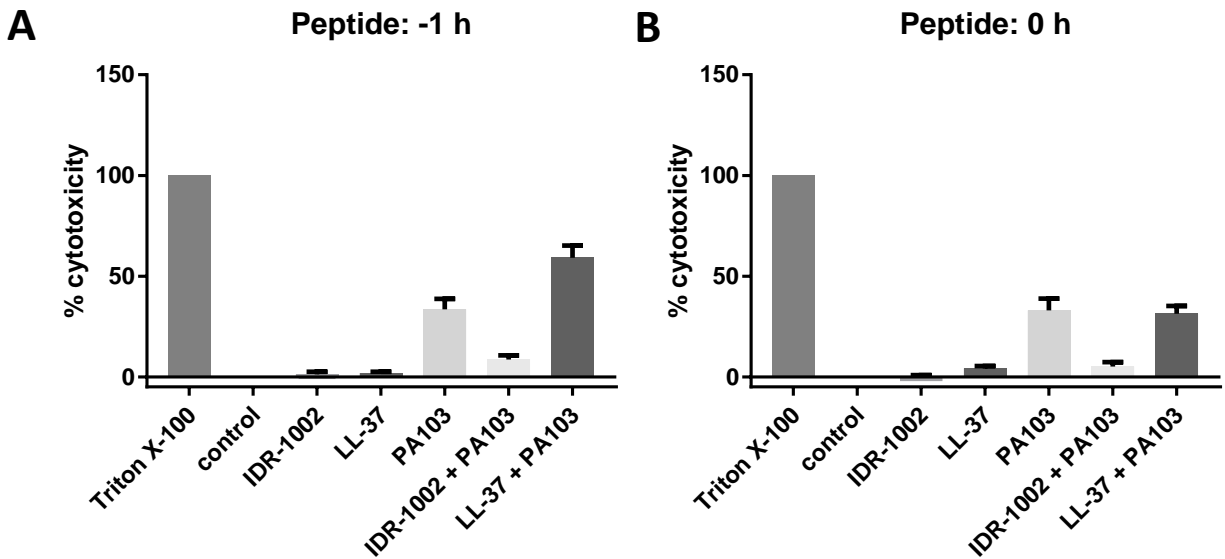 A
Peptide: -1 h
% cytotoxicity
150
100
50
0
Triton X-100
control
IDR-1002
LL-37
PA103
IDR-1002 + PA103
LL-37 + PA103
B
Peptide: 0 h
% cytotoxicity
150
100
50
0
Triton X-100
control
IDR-1002
LL-37
PA103
IDR-1002 + PA103
LL-37 + PA103